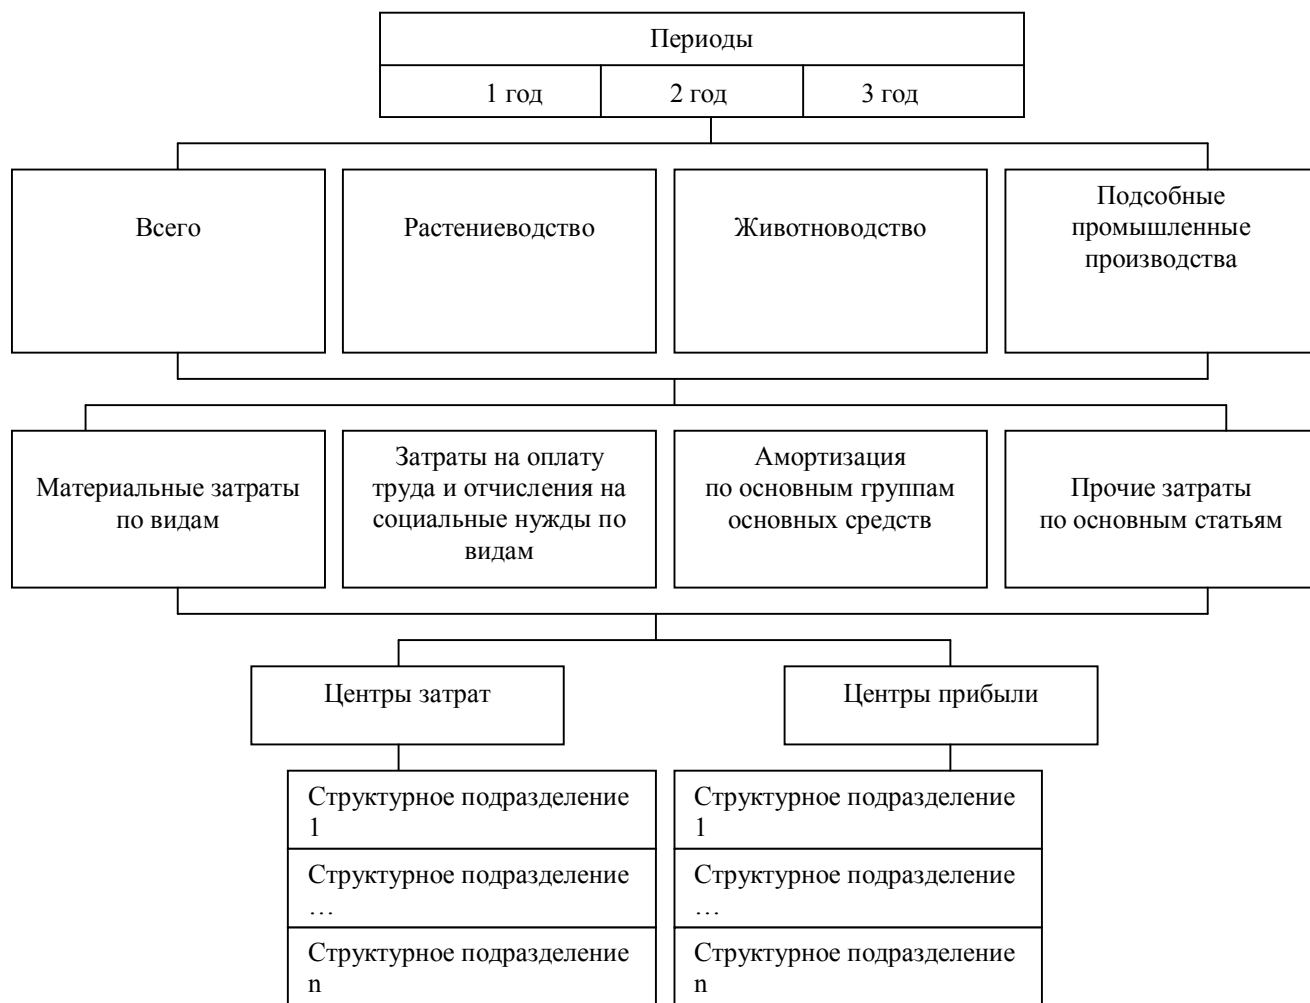 Периоды
1 год
2 год
3 год
Всего
Растениеводство
Животноводство
Подсобные
промышленные
производства
Материальные затраты
по видам
Затраты на оплату
труда и отчисления на
социальные нужды по
видам
Амортизация
по основным группам
основных средств
Прочие затраты
по основным статьям
Центры затрат
Центры прибыли
Структурное подразделение
1
Структурное подразделение
…
Структурное подразделение
n
Структурное подразделение
1
Структурное подразделение
…
Структурное подразделение
n